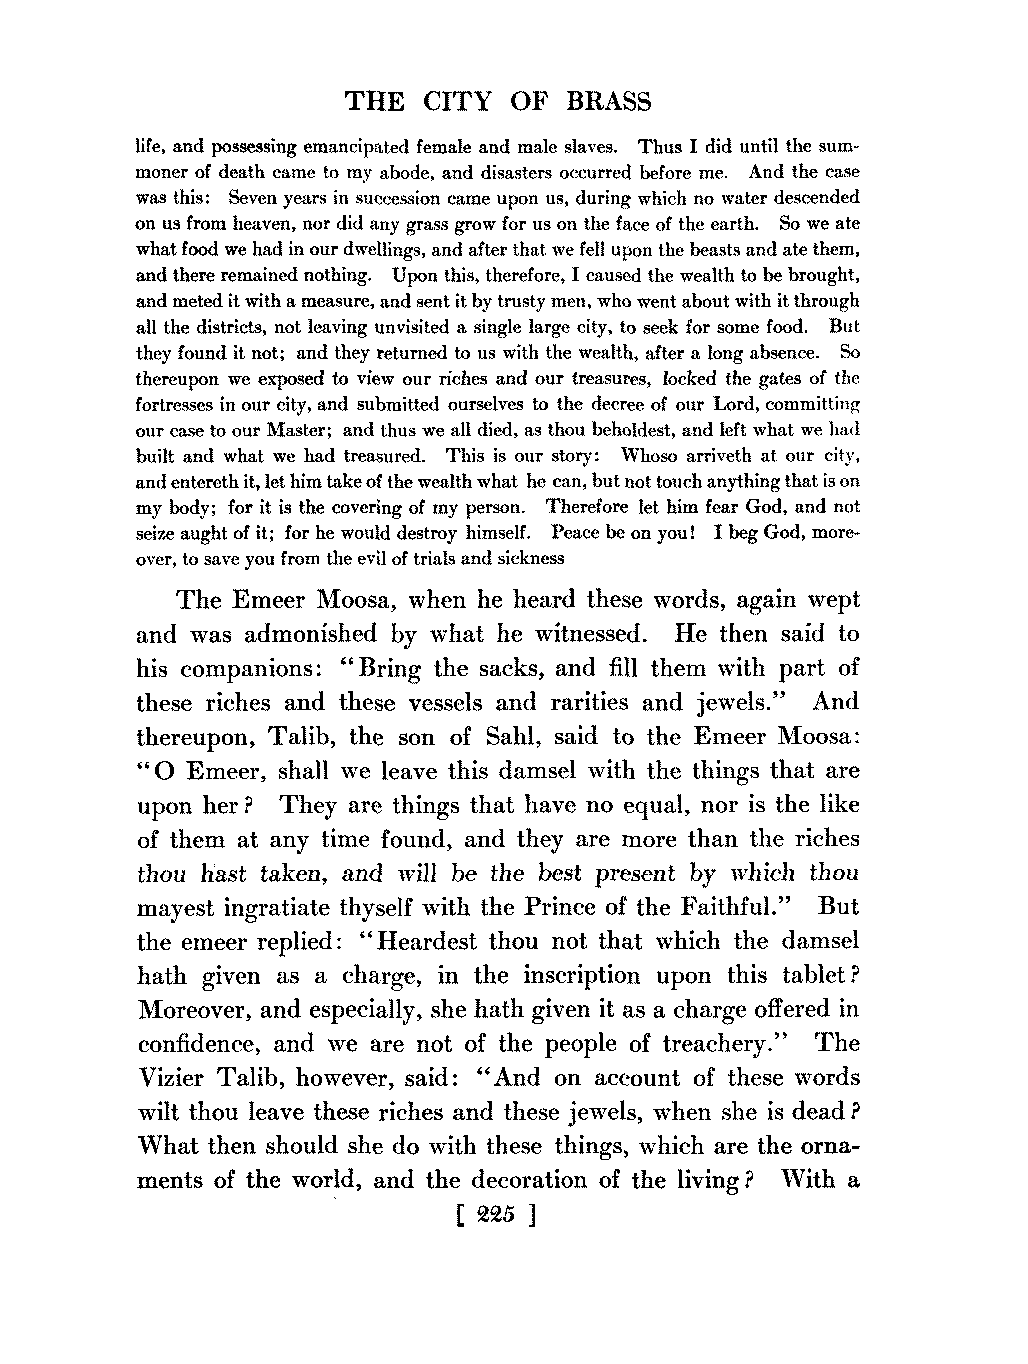 THE CITY OF BRASS
life, and possessing emancipated female and male slaves. Thus I did until the sum-
moner of death came to my abode, and disasters occurred before me. And the case
was this: Seven years in succession came upon us, during which no water descended
on us from heaven, nor did any grass grow for us on the face of the earth. So we ate
what food we had in our dwellings, and after that we fell upon the beasts and ate them,
and there remained nothing. Upon this, therefore, I caused the wealth to be brought,
and meted it with a measure, and sent it by trusty men, who went about with it through
all the districts, not leaving unvisited a single large city, to seek for some food. But
they found it not; and they returned to us with the wealth, after a long absence. So
thereupon we exposed to view our riches and our treasures, locked the gates of the
fortresses in our city, and submitted ourselves to the decree of our Lord, committing
our case to our Master; and thus we all died, as thou beholdest, and left what we had
built and what we had treasured. This is our story: Whoso arriveth at our city,
and entereth it, let him take of the wealth what he can, but not touch anything that is on
my body; for it is the covering of my person. Therefore let him fear God, and not
seize aught of it; for he would destroy himself. Peace be on you! I beg God, more-
over, to save you from the evil of trials and sickness
The Emeer Moosa, when he heard these words, again wept
and was admonished by what he witnessed. He then said to
his companions: "Bring the sacks, and fill them with part of
these riches and these vessels and rarities and jewels." And
thereupon, Talib, the son of Sahl, said to the Emeer Moosa:
"O Emeer, shall we leave this damsel with the things that are
upon her? They are things that have no equal, nor is the like
of them at any time found, and they are more than the riches
thou hast taken, and will be the best present by which thou
mayest ingratiate thyself with the Prince of the Faithful." But
the emeer replied: "Heardest thou not that which the damsel
hath given as a charge, in the inscription upon this tablet?
Moreover, and especially, she hath given it as a charge offered in
confidence, and we are not of the people of treachery." The
Vizier Talib, however, said: "And on account of these words
wilt thou leave these riches and these jewels, when she is dead?
What then should she do with these things, which are the orna-
ments of the world, and the decoration of the living? With a
[ 225 ]